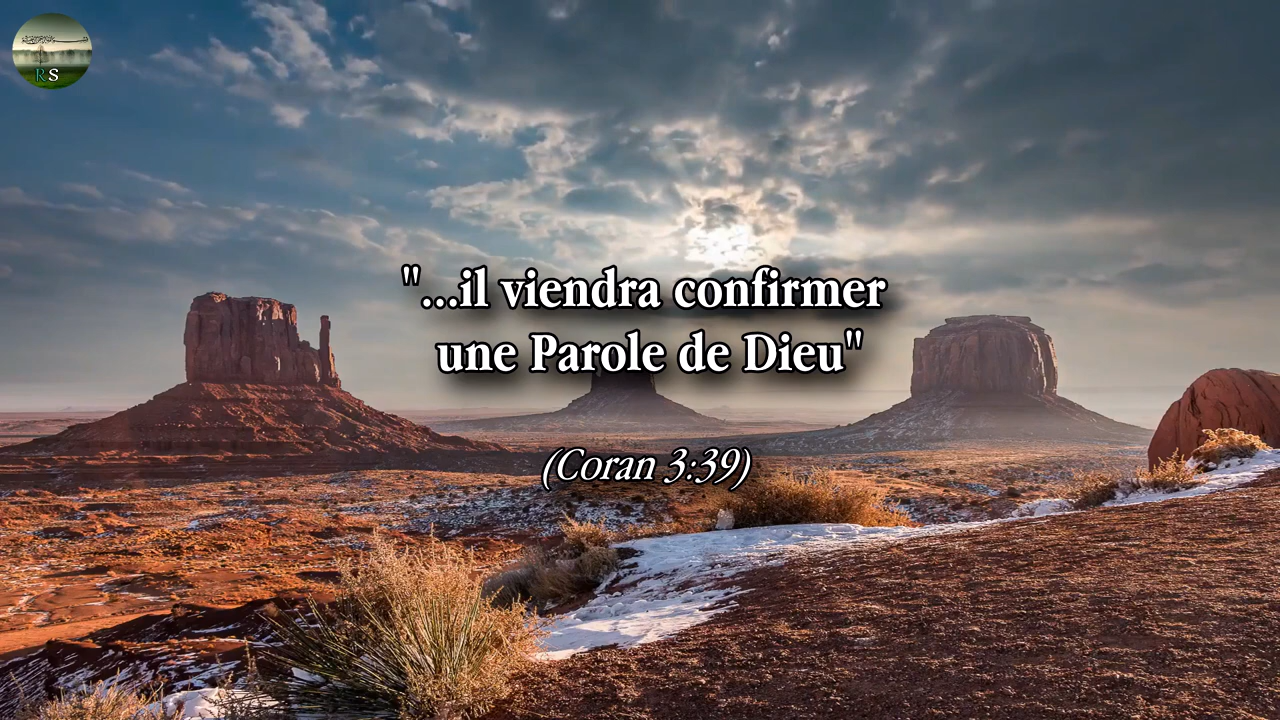 RS
"...il viendra confirmer
une Parole de Dieu"
(Coran 3:39)